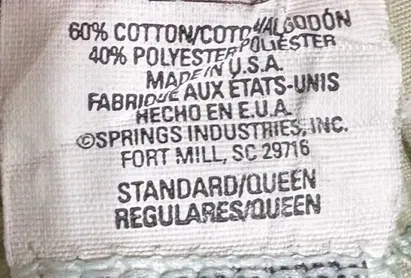 60% COTTON/COTON/ALGODÓN
40% POLYESTER/POLIESTER
MADE IN U.S.A.
FABRIQUÉ AUX ÉTATS-UNIS
HECHO EN E.U.A.
©SPRINGS INDUSTRIES, INC.
FORT MILL, SC 29716
STANDARD/QUEEN
REGULARES/QUEEN